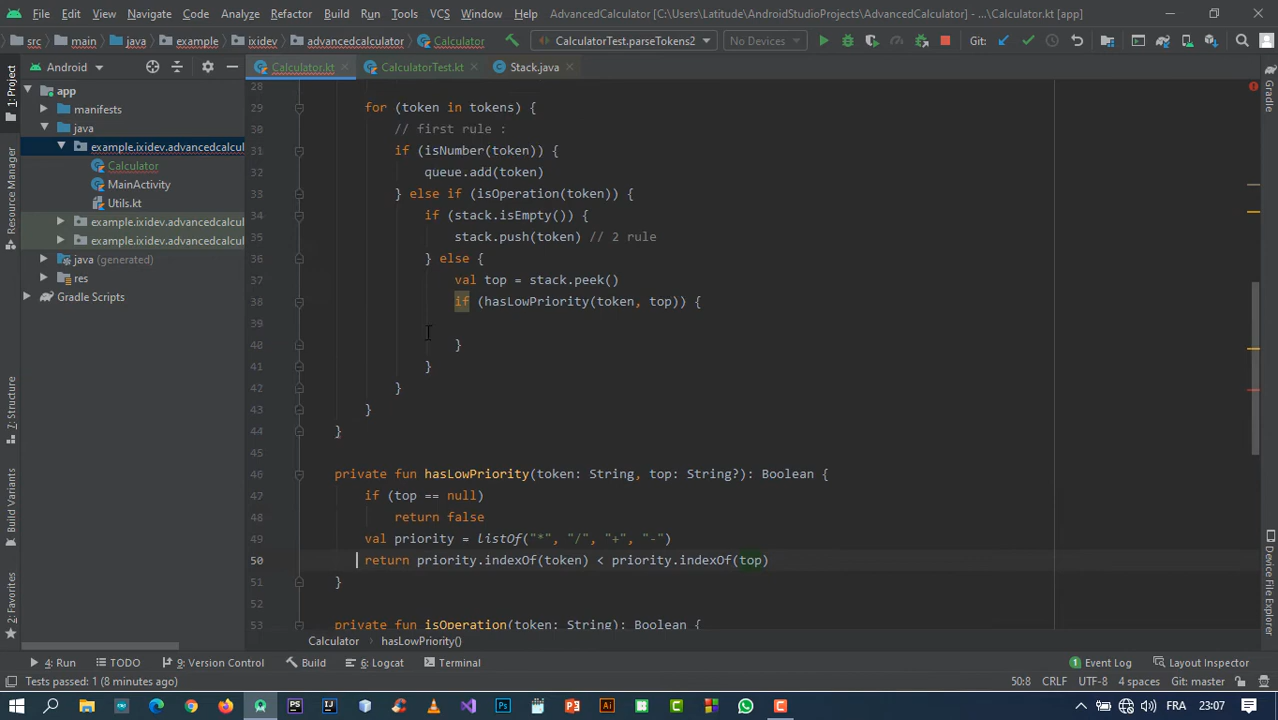 File Edit View Navigate Code Analyze Refactor Build Run Tools VCS Window Help AdvancedCalculator [C:\Users\Latitude\AndroidStudioProjects\AdvancedCalculator] - ...\Calculator.kt [app]
src main java example ixidev advancedcalculator Calculator CalculatorTest.parseTokens2 No Devices Git:
Android
Calculator.kt CalculatorTest.kt Stack.java
1: Project
Resource Manager
7: Structure
Build Variants
2: Favorites
app
manifests
java
example.ixidev.advancedcalcul
Calculator
MainActivity
Utils.kt
example.ixidev.advancedcalcul
example.ixidev.advancedcalcul
java (generated)
res
Gradle Scripts
28
29 for (token in tokens) {
30 // first rule :
31 if (isNumber(token)) {
32 queue.add(token)
33 } else if (isOperation(token)) {
34 if (stack.isEmpty()) {
35 stack.push(token) // 2 rule
36 } else {
37 val top = stack.peek()
38 if (hasLowPriority(token, top)) {
39
40 }
41 }
42 }
43 }
44 }
45
46 private fun hasLowPriority(token: String, top: String?): Boolean {
47 if (top == null)
48 return false
49 val priority = listOf("*", "/", "+", "-")
50 return priority.indexOf(token) < priority.indexOf(top)
51 }
52
53 private fun isOperation(token: String): Boolean {
Calculator hasLowPriority()
Gradle
Device File Explorer
4: Run TODO 9: Version Control Build 6: Logcat Terminal 1 Event Log Layout Inspector
Tests passed: 1 (8 minutes ago) 50:8 CRLF UTF-8 4 spaces Git: master
FRA 23:07